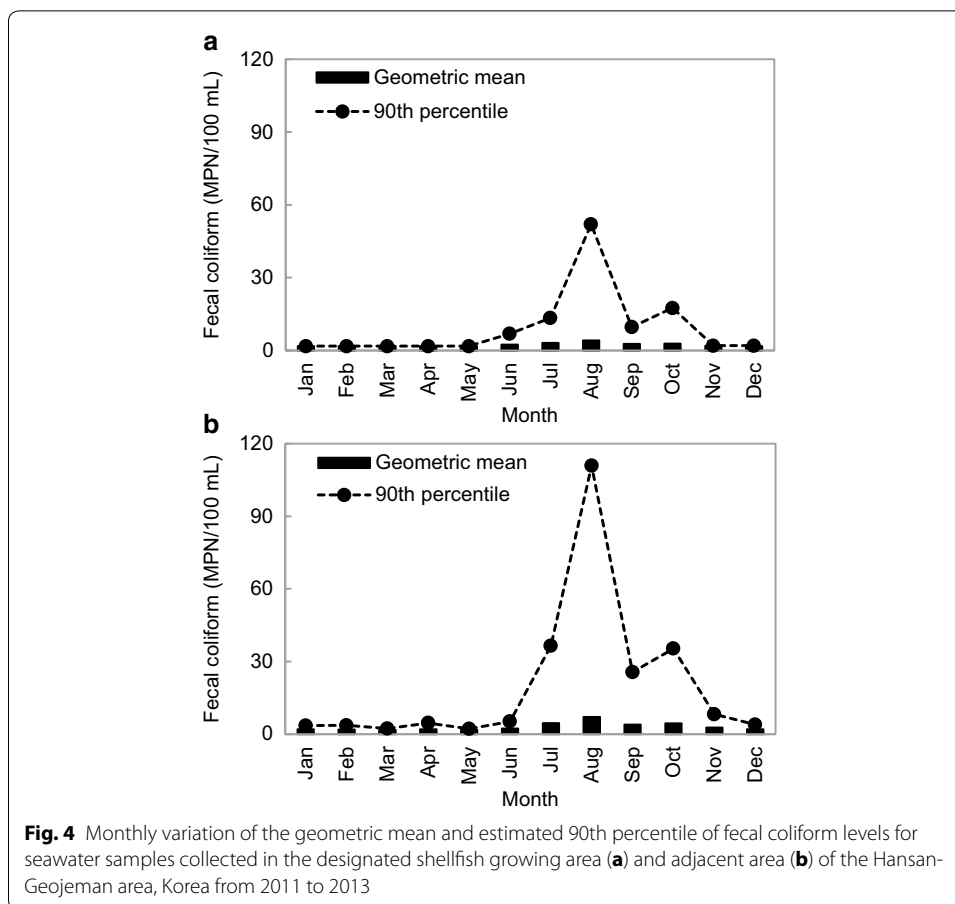 a
120
90
60
30
0
Fecal coliform (MPN/100 mL)
Geometric mean
90th percentile
Jan
Feb
Mar
Apr
May
Jun
Jul
Aug
Sep
Oct
Nov
Dec
Month
b
120
90
60
30
0
Fecal coliform (MPN/100 mL)
Geometric mean
90th percentile
Jan
Feb
Mar
Apr
May
Jun
Jul
Aug
Sep
Oct
Nov
Dec
Month
Fig. 4 Monthly variation of the geometric mean and estimated 90th percentile of fecal coliform levels for
seawater samples collected in the designated shellfish growing area (a) and adjacent area (b) of the Hansan-
Geojeman area, Korea from 2011 to 2013